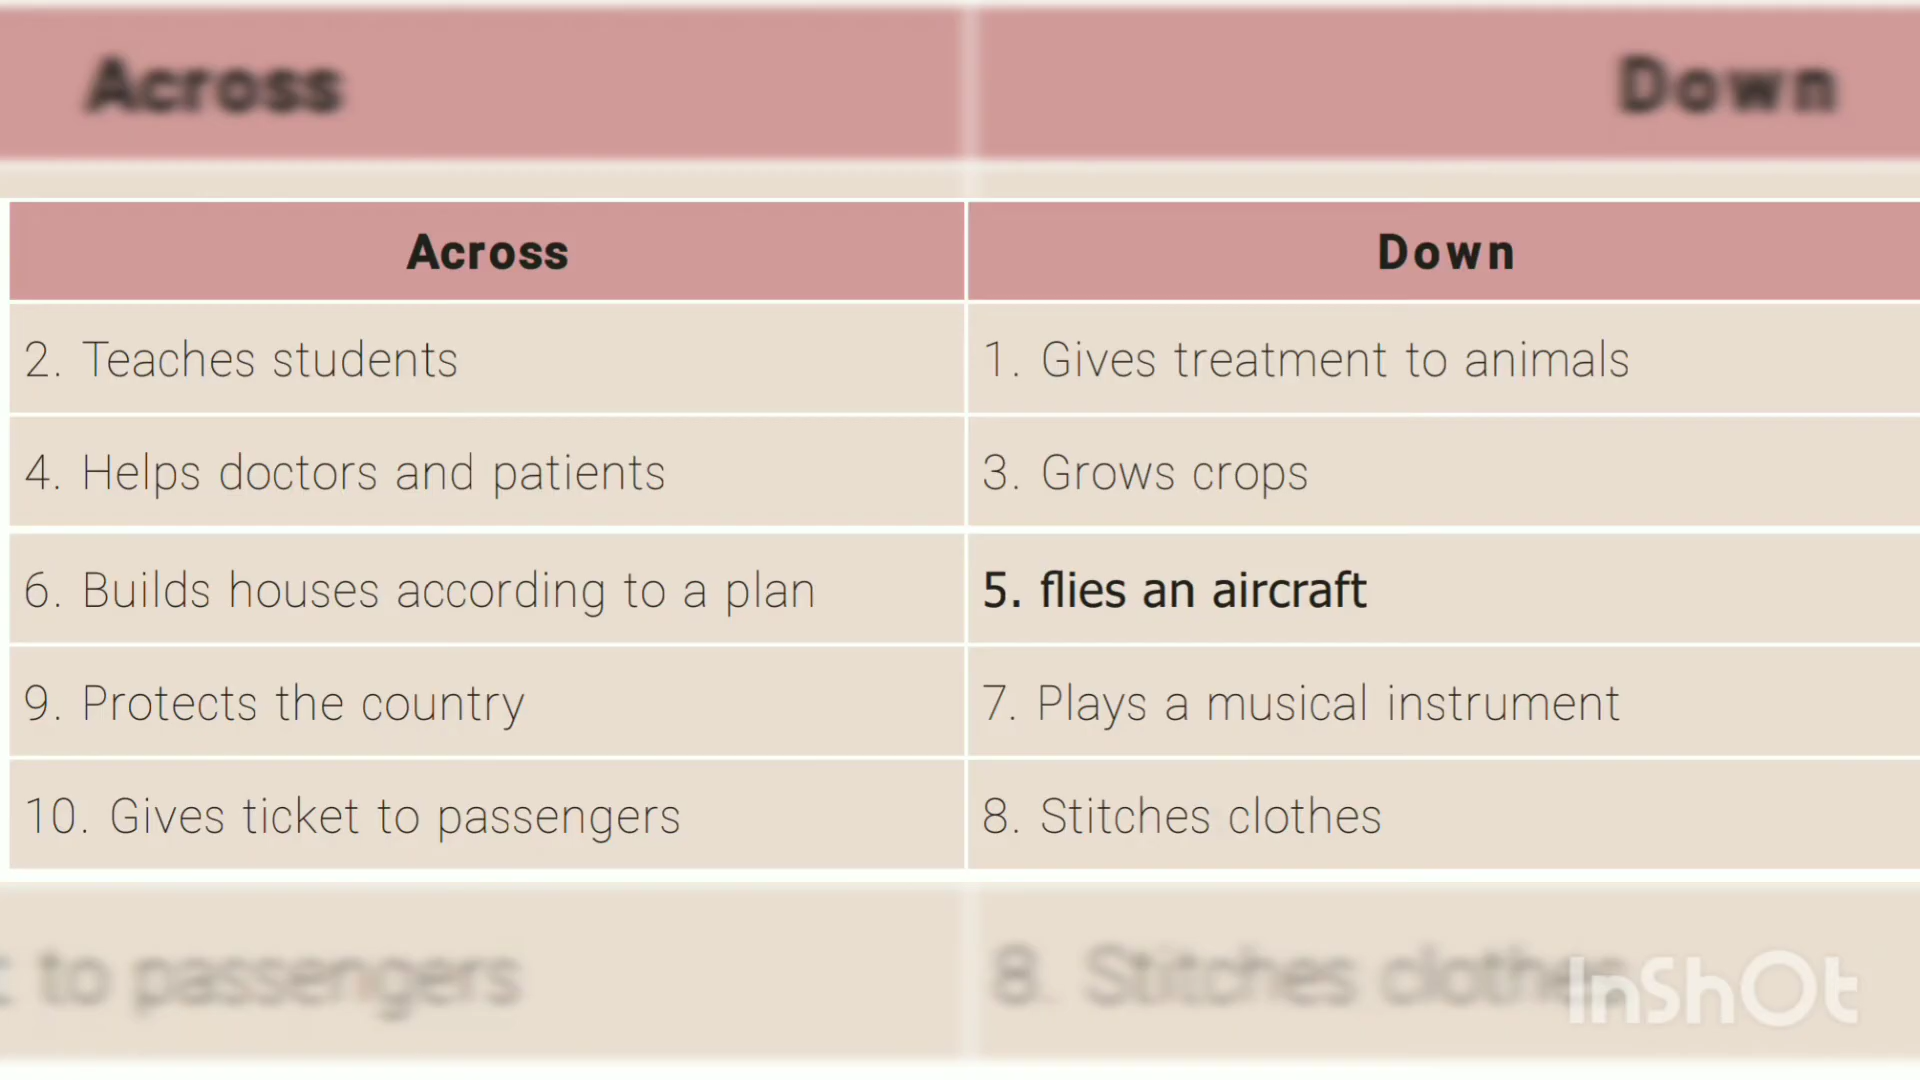 Across Down
Across Down
2. Teaches students 1. Gives treatment to animals
4. Helps doctors and patients 3. Grows crops
6. Builds houses according to a plan 5. flies an aircraft
9. Protects the country 7. Plays a musical instrument
10. Gives ticket to passengers 8. Stitches clothes
to passengers 8. Stitches clothes
InShOt